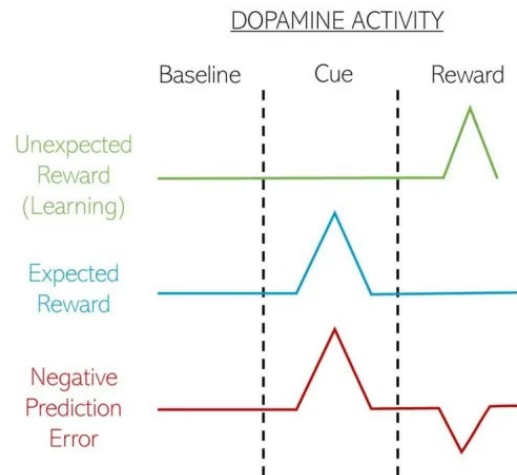 DOPAMINE ACTIVITY
Baseline
Cue
Reward
Unexpected
Reward
(Learning)
Expected
Reward
Negative
Prediction
Error